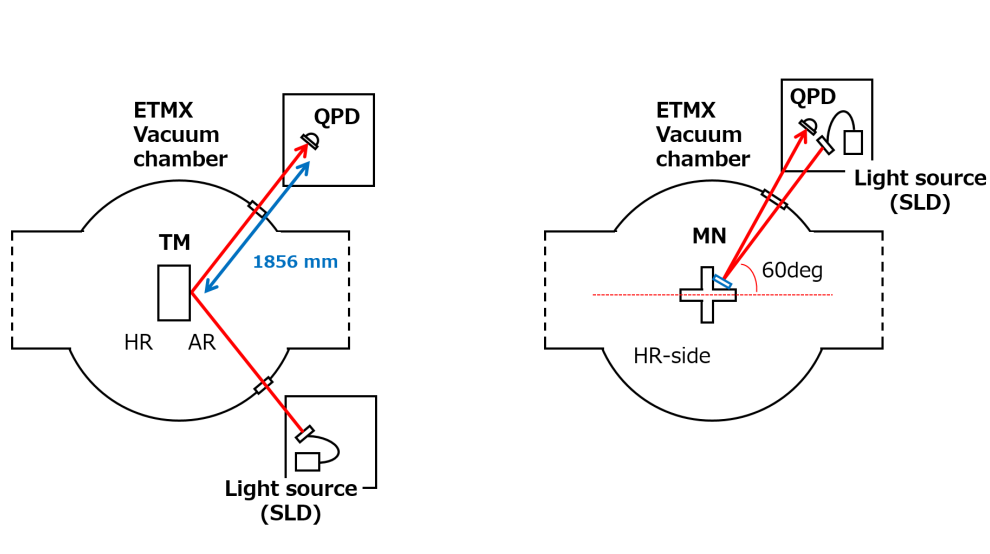 ETMX
Vacuum
chamber
QPD
TM
1856 mm
HR
AR
Light source
(SLD)
ETMX
Vacuum
chamber
QPD
Light source
(SLD)
MN
60deg
HR-side